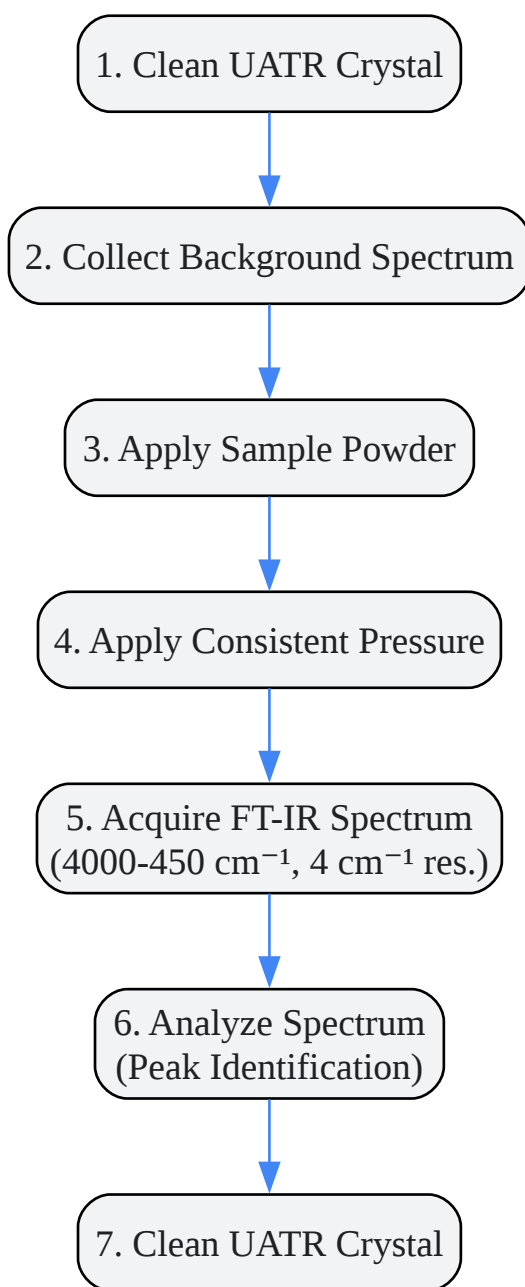 1. Clean UATR Crystal
2. Collect Background Spectrum
3. Apply Sample Powder
4. Apply Consistent Pressure
5. Acquire FT-IR Spectrum
(4000-450 cm⁻¹, 4 cm⁻¹ res.)
6. Analyze Spectrum
(Peak Identification)
7. Clean UATR Crystal